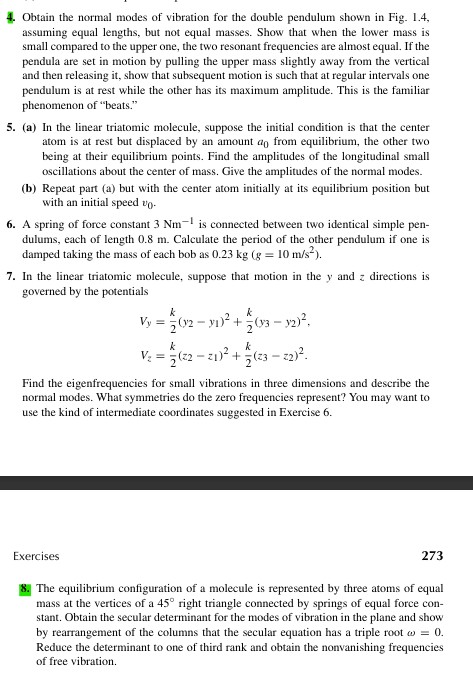 4. Obtain the normal modes of vibration for the double pendulum shown in Fig. 1.4,
assuming equal lengths, but not equal masses. Show that when the lower mass is
small compared to the upper one, the two resonant frequencies are almost equal. If the
pendula are set in motion by pulling the upper mass slightly away from the vertical
and then releasing it, show that subsequent motion is such that at regular intervals one
pendulum is at rest while the other has its maximum amplitude. This is the familiar
phenomenon of “beats.”
5. (a) In the linear triatomic molecule, suppose the initial condition is that the center
atom is at rest but displaced by an amount a₀ from equilibrium, the other two
being at their equilibrium points. Find the amplitudes of the longitudinal small
oscillations about the center of mass. Give the amplitudes of the normal modes.
(b) Repeat part (a) but with the center atom initially at its equilibrium position but
with an initial speed v₀.
6. A spring of force constant 3 Nm⁻¹ is connected between two identical simple pen-
dulums, each of length 0.8 m. Calculate the period of the other pendulum if one is
damped taking the mass of each bob as 0.23 kg (g = 10 m/s²).
7. In the linear triatomic molecule, suppose that motion in the y and z directions is
governed by the potentials
V_y = k/2 (y₂ − y₁)² + k/2 (y₃ − y₂)²,
V_z = k/2 (z₂ − z₁)² + k/2 (z₃ − z₂)².
Find the eigenfrequencies for small vibrations in three dimensions and describe the
normal modes. What symmetries do the zero frequencies represent? You may want to
use the kind of intermediate coordinates suggested in Exercise 6.
Exercises 273
8. The equilibrium configuration of a molecule is represented by three atoms of equal
mass at the vertices of a 45° right triangle connected by springs of equal force con-
stant. Obtain the secular determinant for the modes of vibration in the plane and show
by rearrangement of the columns that the secular equation has a triple root ω = 0.
Reduce the determinant to one of third rank and obtain the nonvanishing frequencies
of free vibration.